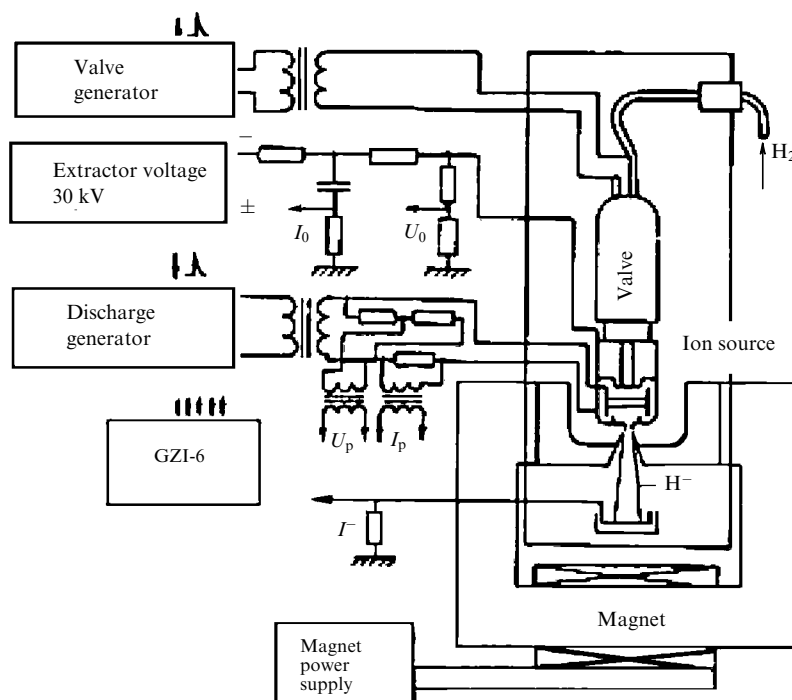 Valve
generator
H₂
−
Extractor voltage
30 kV
±
I₀
U₀
Valve
Discharge
generator
Ion source
Uₚ
Iₚ
GZI-6
H⁻
I⁻
Magnet
Magnet
power
supply